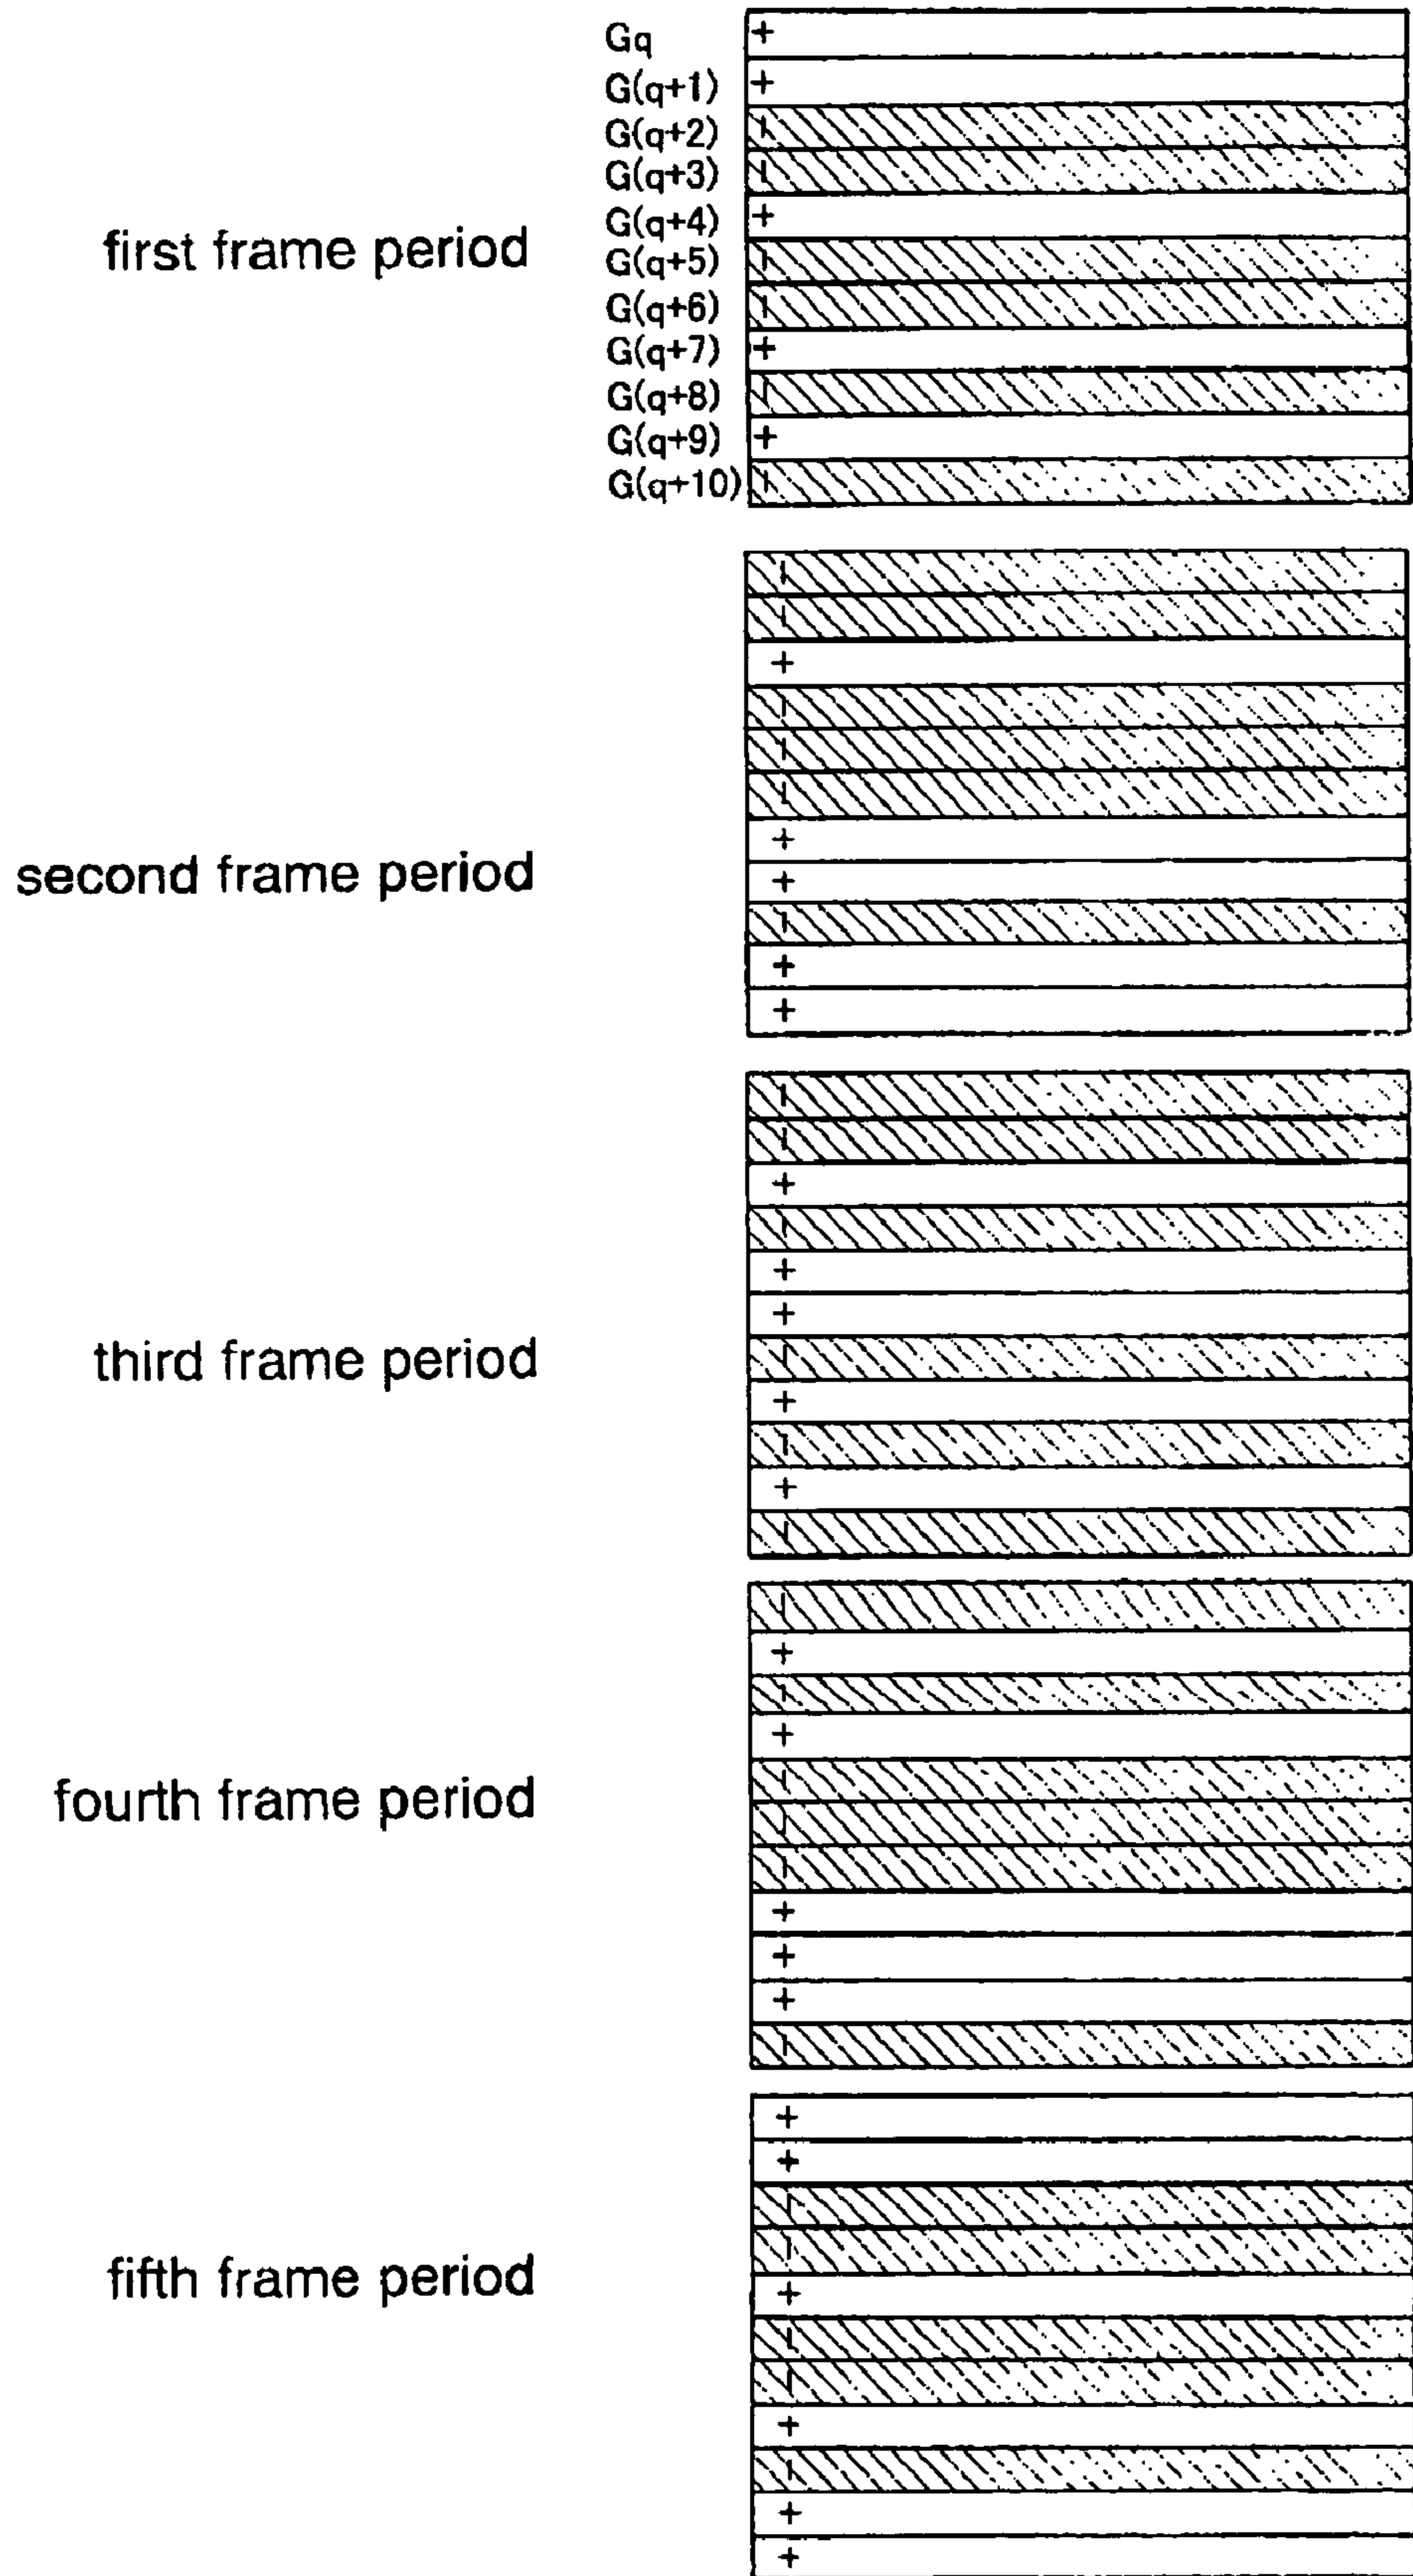 first frame period
Gq +
G(q+1) +
G(q+2) -
G(q+3) -
G(q+4) +
G(q+5) -
G(q+6) -
G(q+7) +
G(q+8) -
G(q+9) +
G(q+10) -
second frame period
-
-
+
-
-
-
+
+
-
+
+
third frame period
-
-
+
-
+
+
-
+
-
+
-
fourth frame period
-
+
-
+
-
-
-
+
+
+
-
fifth frame period
+
+
-
-
+
-
-
+
-
+
+